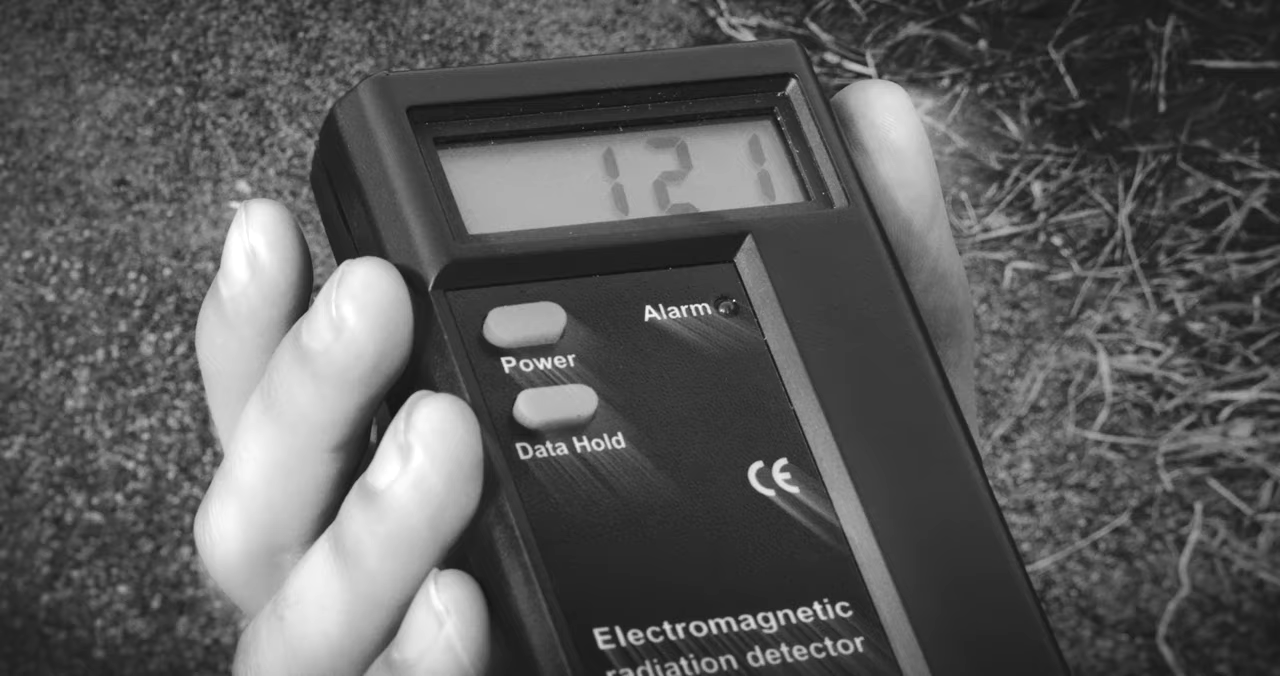 121
Alarm
Power
Data Hold
CE
Electromagnetic
radiation detector